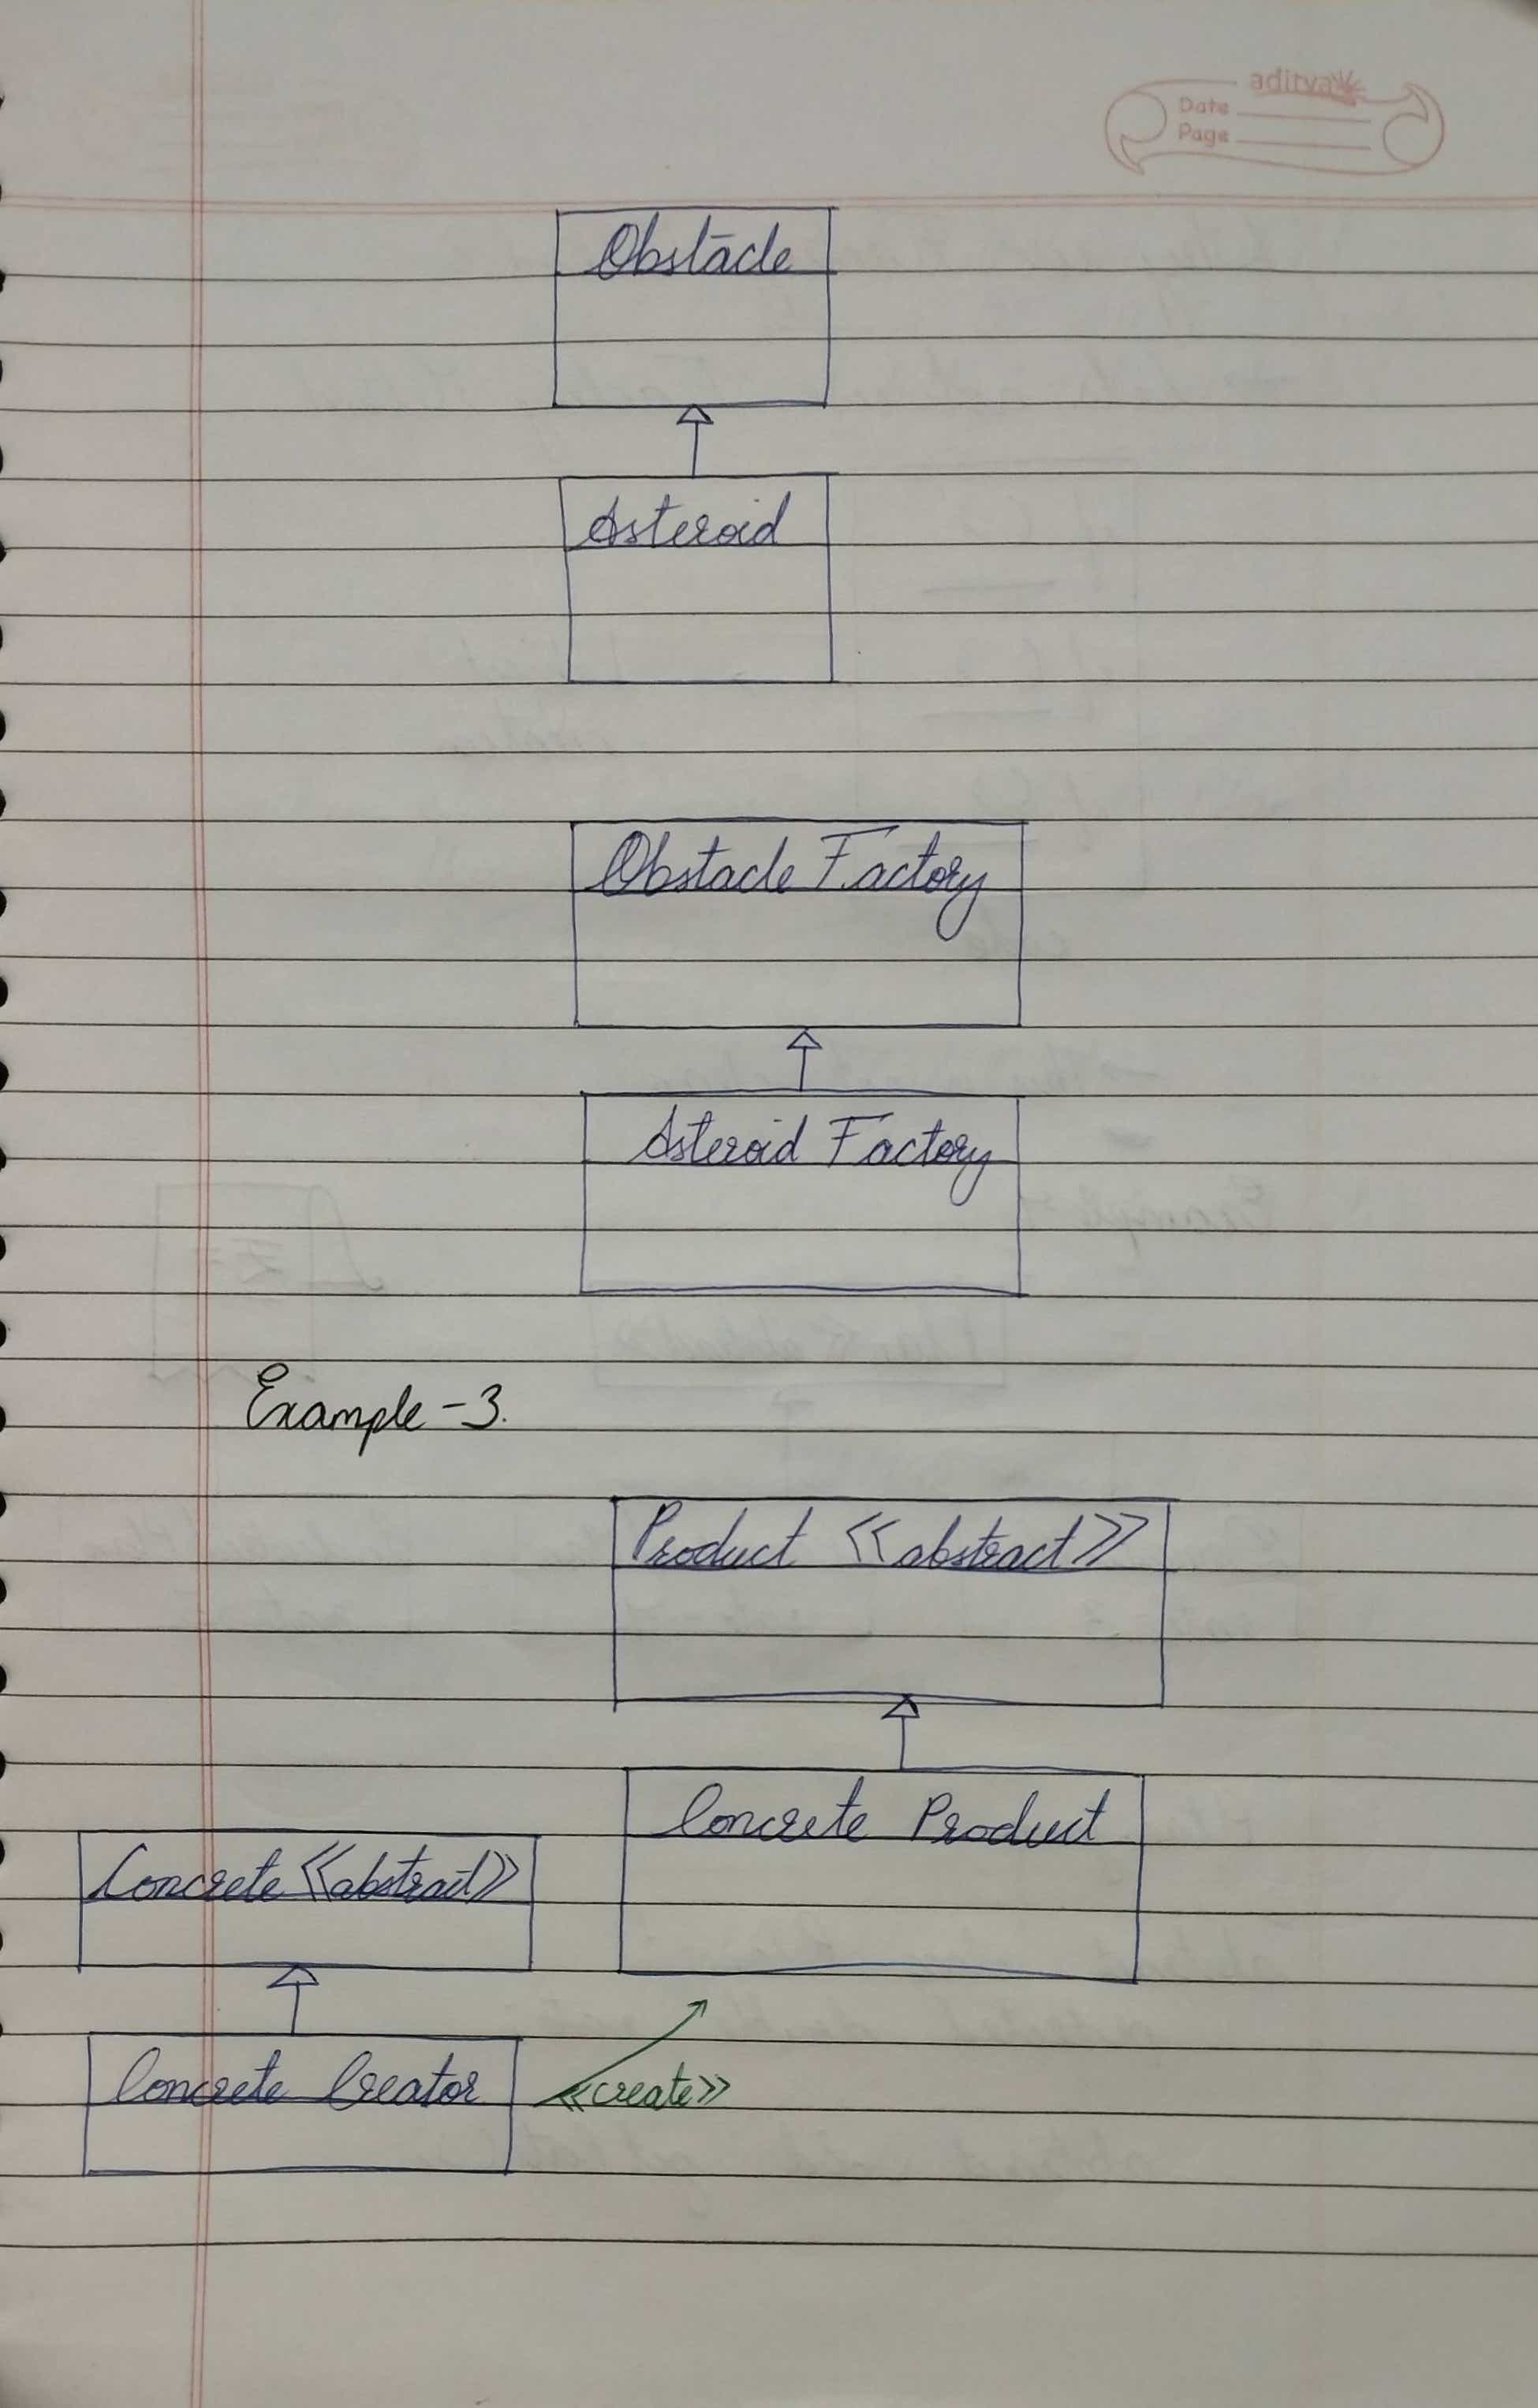 aditya
Date
Page
Obstacle
Asteroid
Obstacle Factory
Asteroid Factory
Example - 3.
Product <<abstract>>
Concrete Product
Concrete <<abstract>>
Concrete Creator
<<create>>